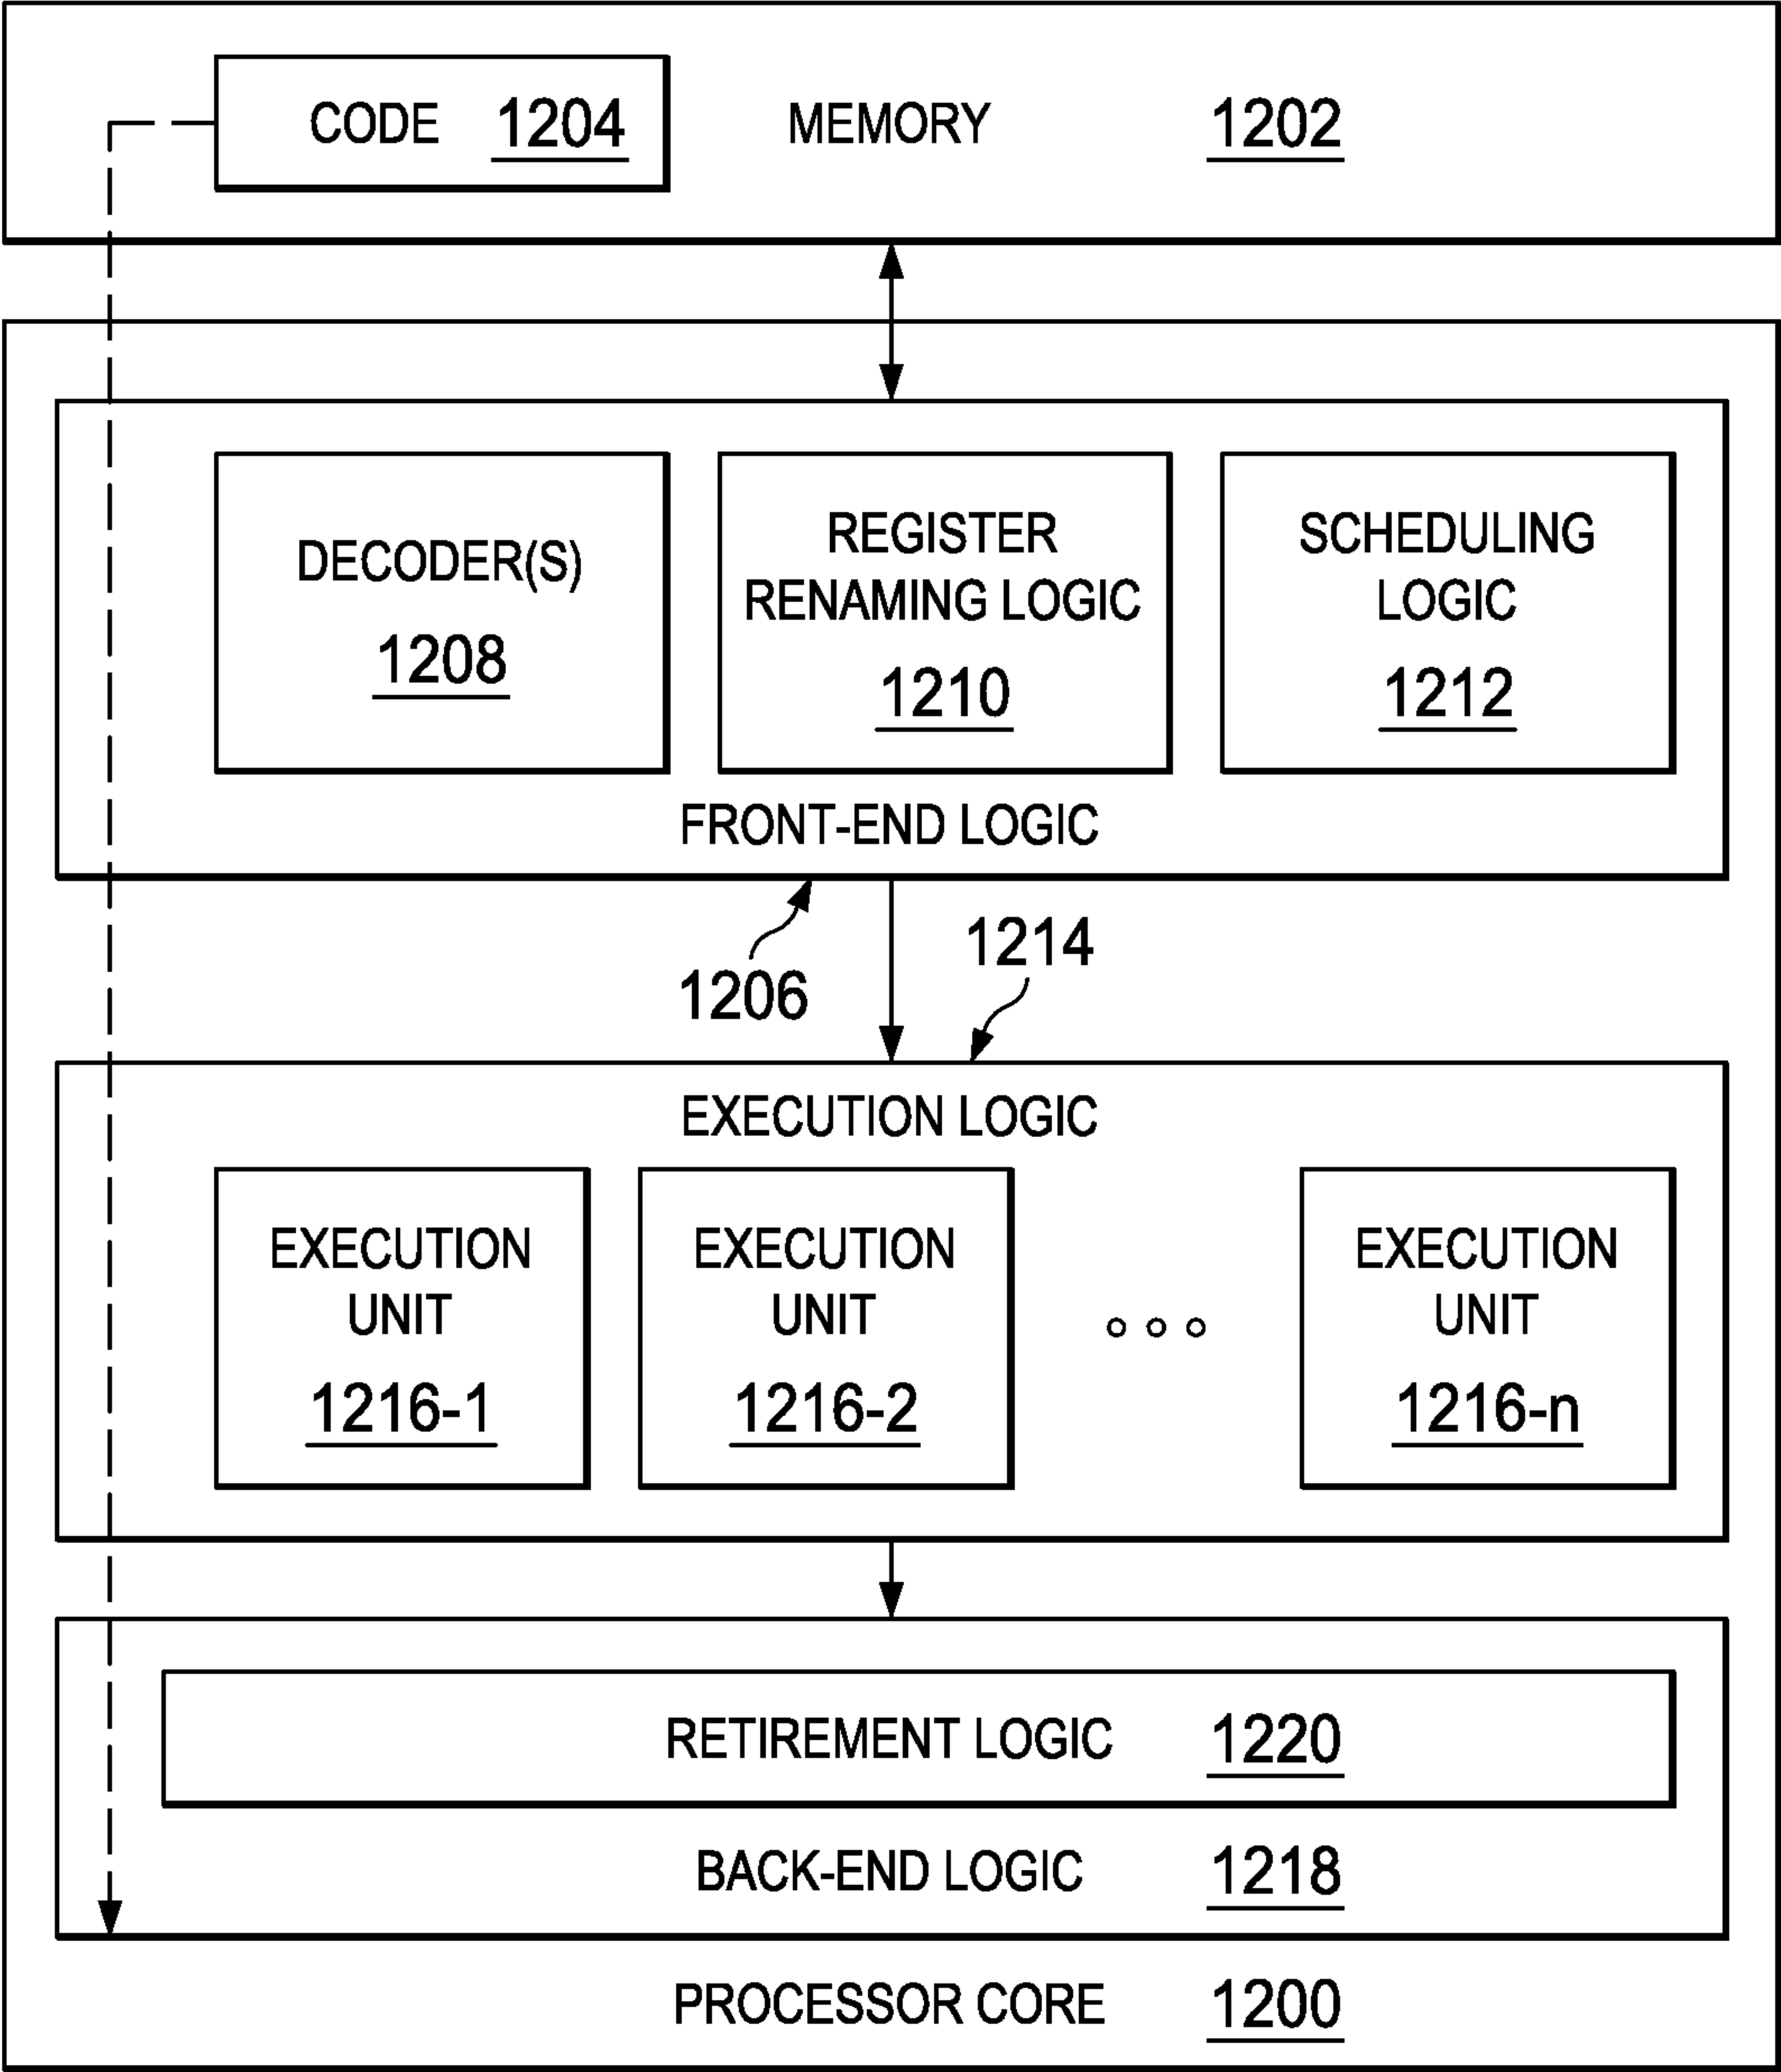 CODE 1204 MEMORY 1202
DECODER(S)
1208
REGISTER
RENAMING LOGIC
1210
SCHEDULING
LOGIC
1212
FRONT-END LOGIC
1206
1214
EXECUTION LOGIC
EXECUTION
UNIT
1216-1
EXECUTION
UNIT
1216-2
EXECUTION
UNIT
1216-n
RETIREMENT LOGIC 1220
BACK-END LOGIC 1218
PROCESSOR CORE 1200